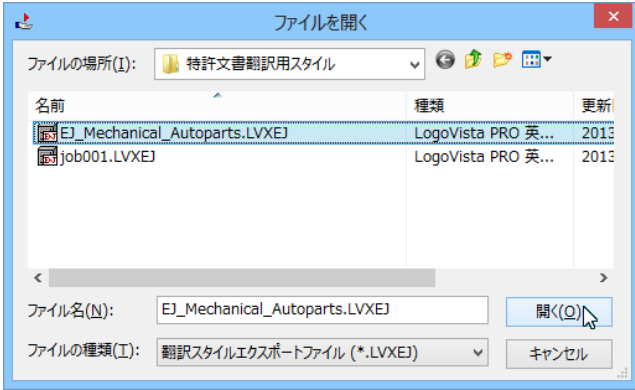 ファイルを開く
ファイルの場所(I): 特許文書翻訳用スタイル
名前 種類 更新
EJ_Mechanical_Autoparts.LVXEJ LogoVista PRO 英... 2013
job001.LVXEJ LogoVista PRO 英... 2013
ファイル名(N): EJ_Mechanical_Autoparts.LVXEJ 開く(O)
ファイルの種類(T): 翻訳スタイルエクスポートファイル (*.LVXEJ) キャンセル